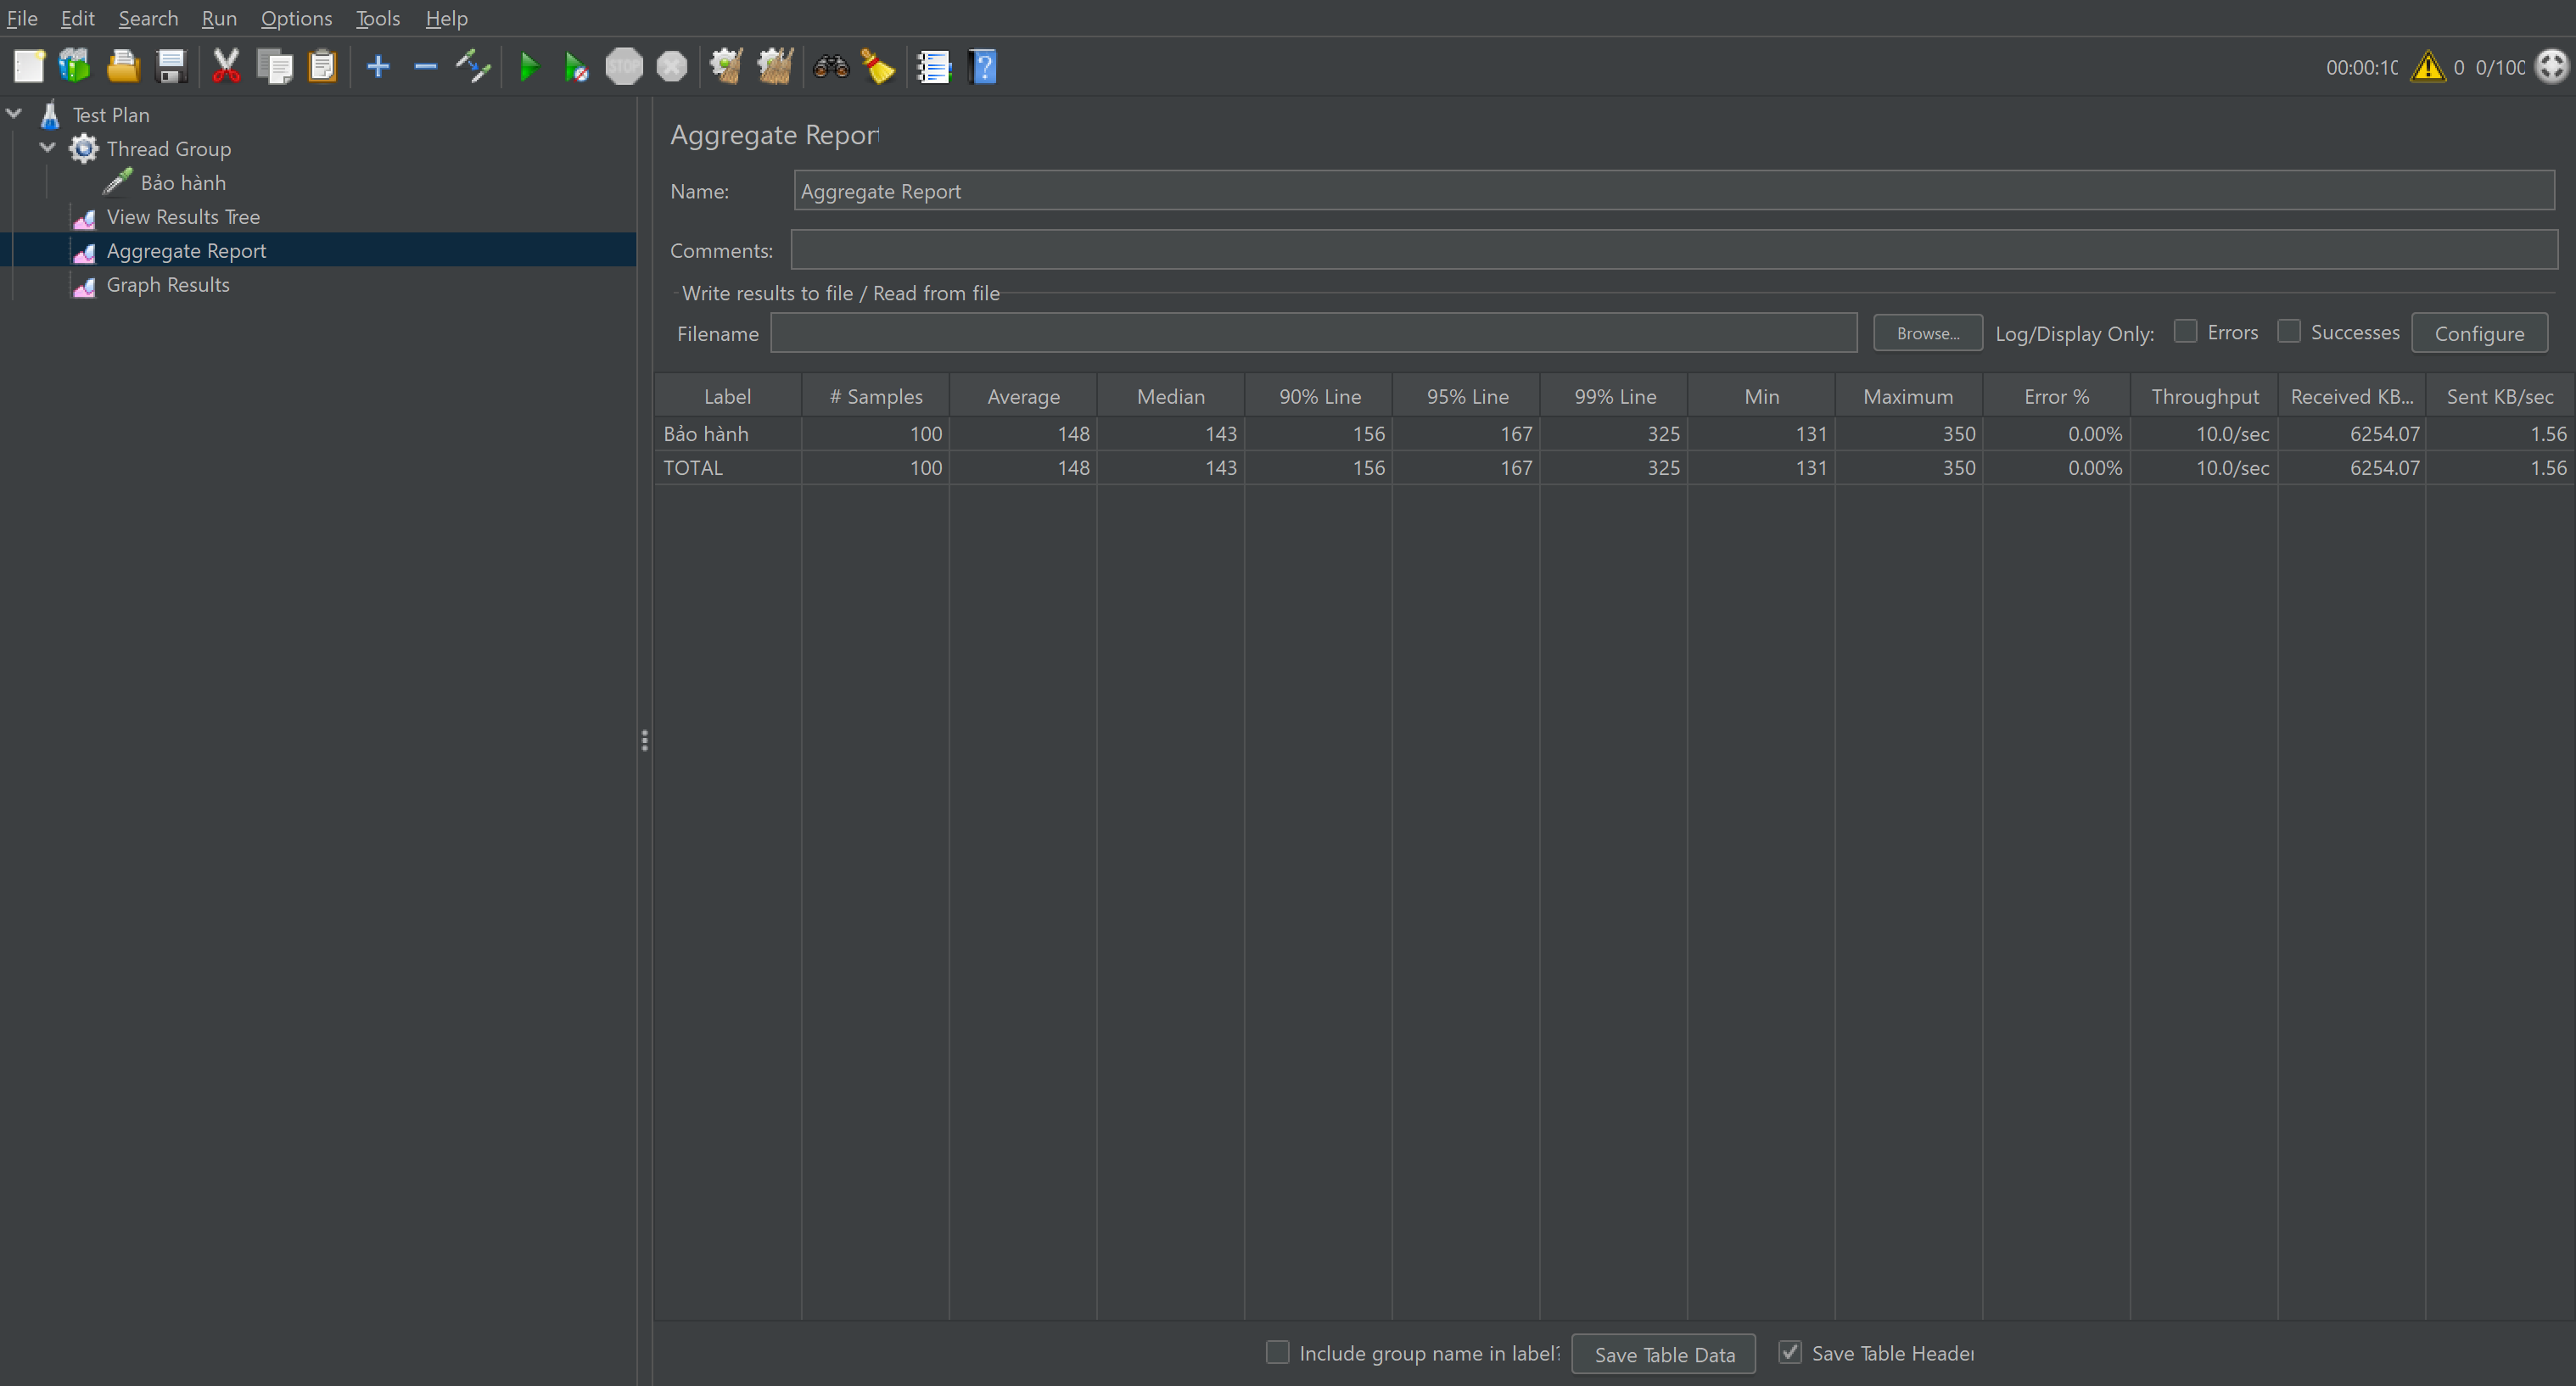 File Edit Search Run Options Tools Help
STOP
00:00:10 0 0/100
Test Plan
Thread Group
Bảo hành
View Results Tree
Aggregate Report
Graph Results
Aggregate Report
Name: Aggregate Report
Comments:
Write results to file / Read from file
Filename Browse... Log/Display Only: Errors Successes Configure
Label # Samples Average Median 90% Line 95% Line 99% Line Min Maximum Error % Throughput Received KB... Sent KB/sec
Bảo hành 100 148 143 156 167 325 131 350 0.00% 10.0/sec 6254.07 1.56
TOTAL 100 148 143 156 167 325 131 350 0.00% 10.0/sec 6254.07 1.56
Include group name in label? Save Table Data Save Table Header